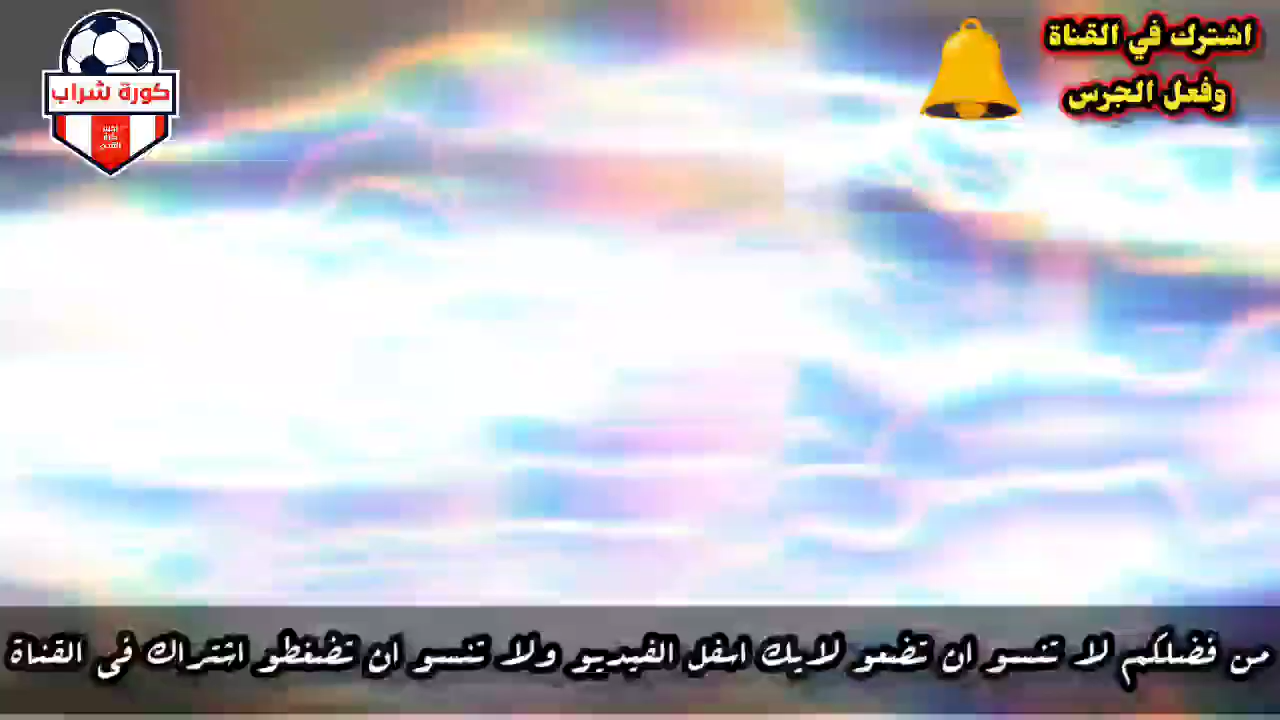 كورة شراب
اشترك في القناة
وفعل الجرس
من فضلكم لا تنسو ان تضعو لايك اسفل الفيديو ولا تنسو ان تضغطو اشتراك فى القناة